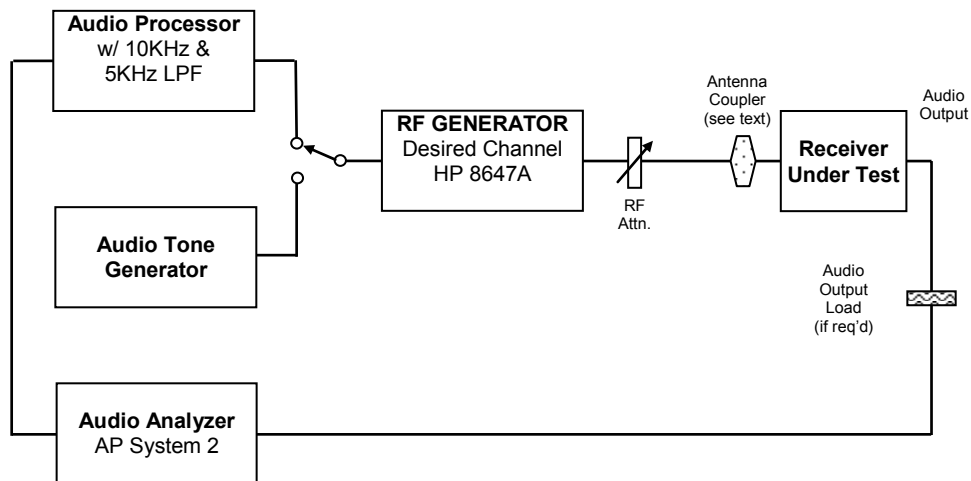 Audio Processor
w/ 10KHz &
5KHz LPF
Antenna
Coupler
(see text)
Audio
Output
RF GENERATOR
Desired Channel
HP 8647A
Receiver
Under Test
RF
Attn.
Audio Tone
Generator
Audio
Output
Load
(if req’d)
Audio Analyzer
AP System 2